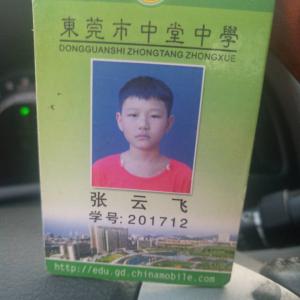 東莞市中堂中學
DONGGUANSHI ZHONGTANG ZHONGXUE
张云飞
学号:201712
http://edu.gd.chinamobile.com